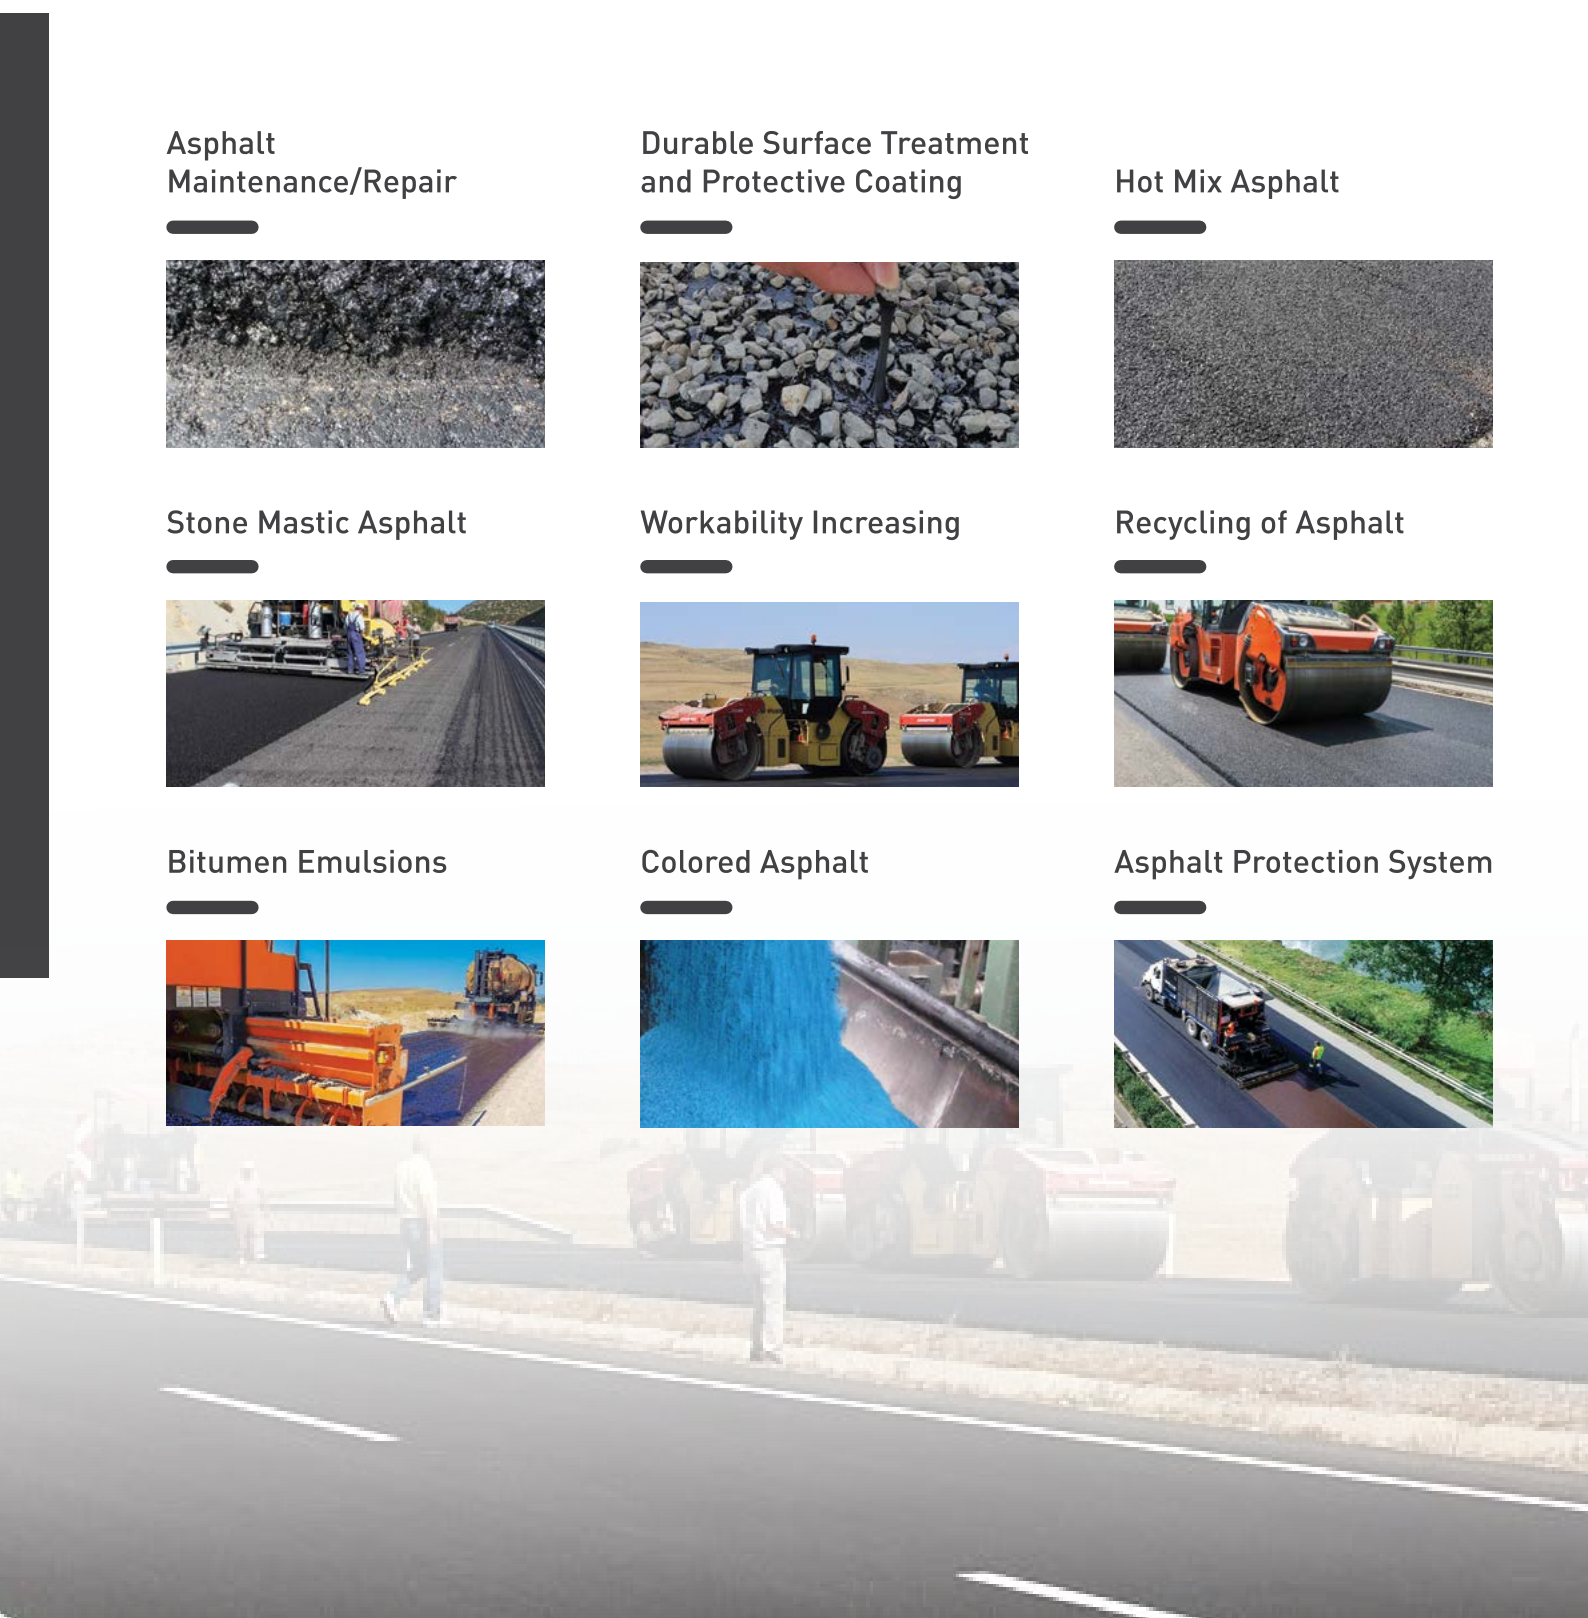 Asphalt
Maintenance/Repair
Durable Surface Treatment
and Protective Coating
Hot Mix Asphalt
Stone Mastic Asphalt
Workability Increasing
Recycling of Asphalt
Bitumen Emulsions
Colored Asphalt
Asphalt Protection System